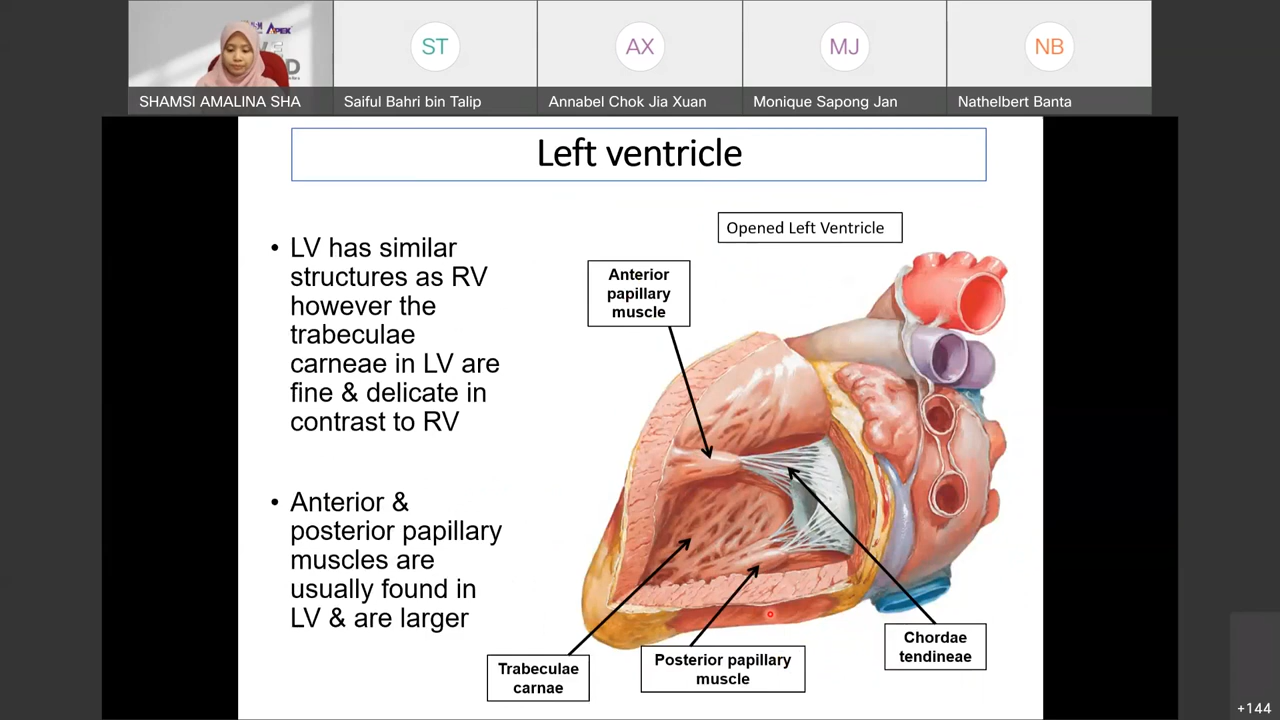 APEK
SHAMSI AMALINA SHA
ST
Saiful Bahri bin Talip
AX
Annabel Chok Jia Xuan
MJ
Monique Sapong Jan
NB
Nathelbert Banta
Left ventricle
• LV has similar
structures as RV
however the
trabeculae
carneae in LV are
fine & delicate in
contrast to RV
• Anterior &
posterior papillary
muscles are
usually found in
LV & are larger
Opened Left Ventricle
Anterior
papillary
muscle
Trabeculae
carnae
Posterior papillary
muscle
Chordae
tendineae
+144